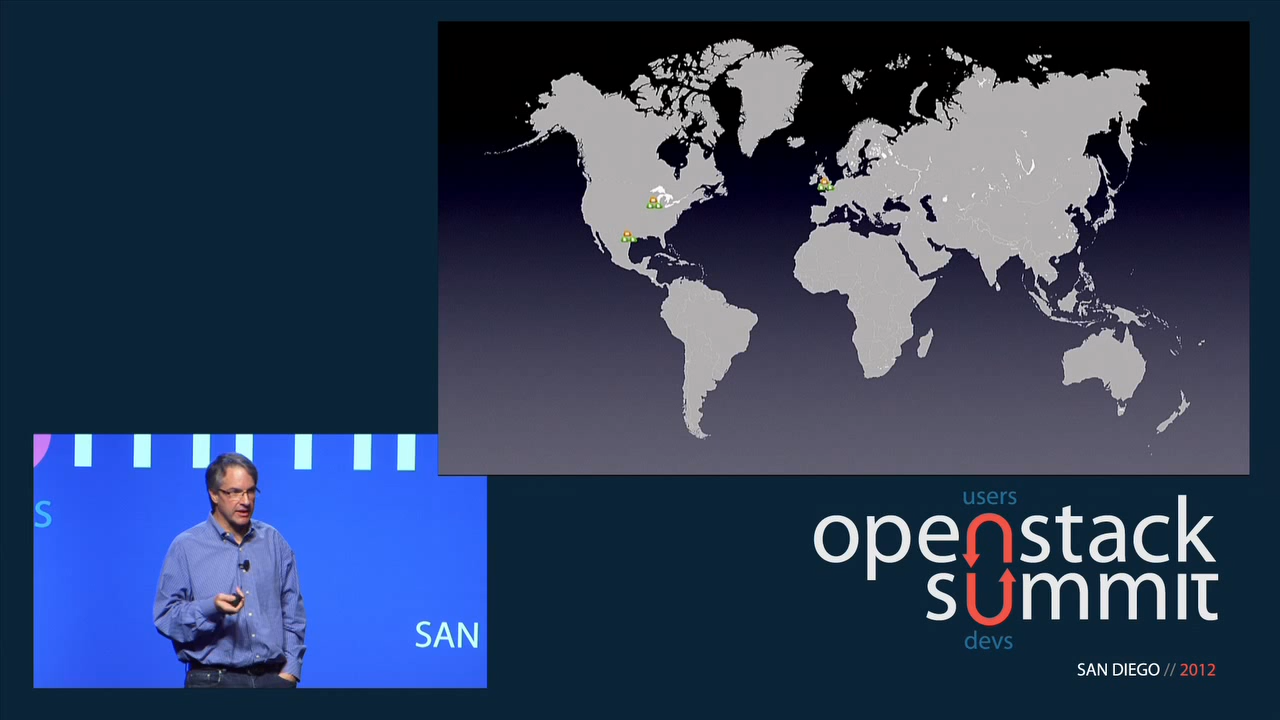 S
SAN
users
openstack
summit
devs
SAN DIEGO // 2012